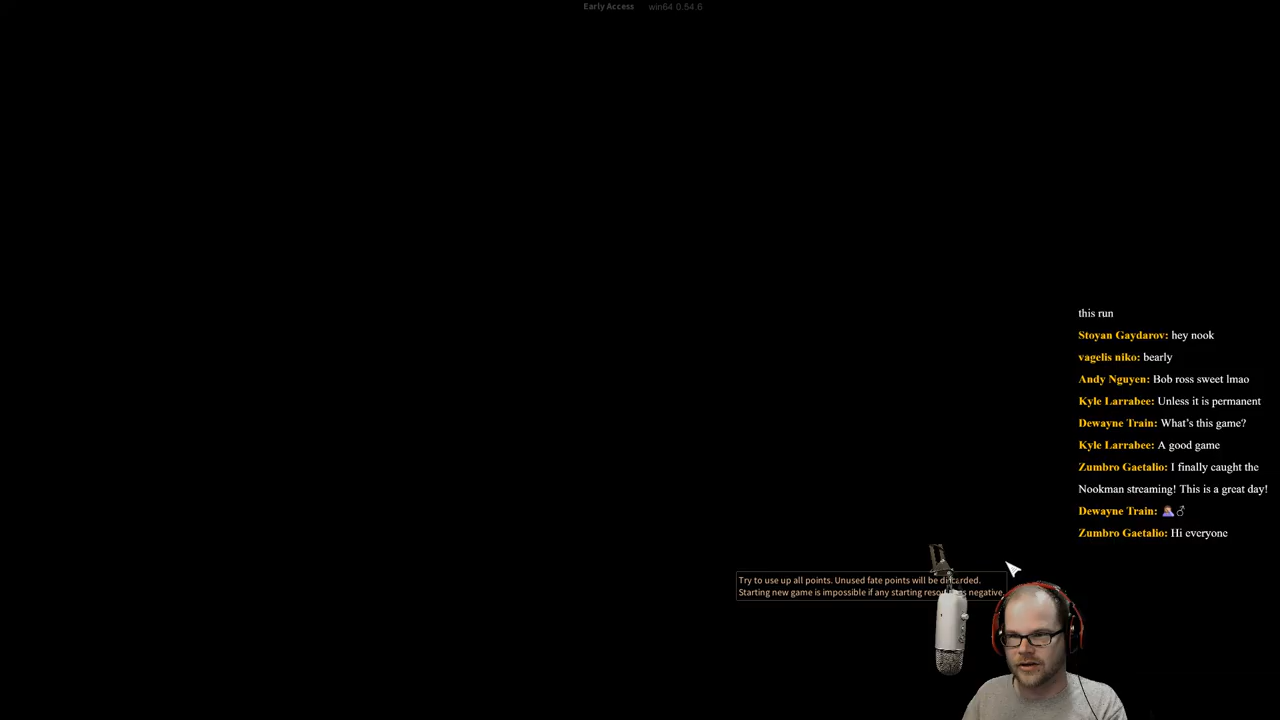 Early Access win64 0.54.6
this run
Stoyan Gaydarov: hey nook
vagelis niko: bearly
Andy Nguyen: Bob ross sweet lmao
Kyle Larrabee: Unless it is permanent
Dewayne Train: What's this game?
Kyle Larrabee: A good game
Zumbro Gaetalio: I finally caught the
Nookman streaming! This is a great day!
Dewayne Train: 🤦🏽♂
Zumbro Gaetalio: Hi everyone
Try to use up all points. Unused fate points will be discarded.
Starting new game is impossible if any starting negative.